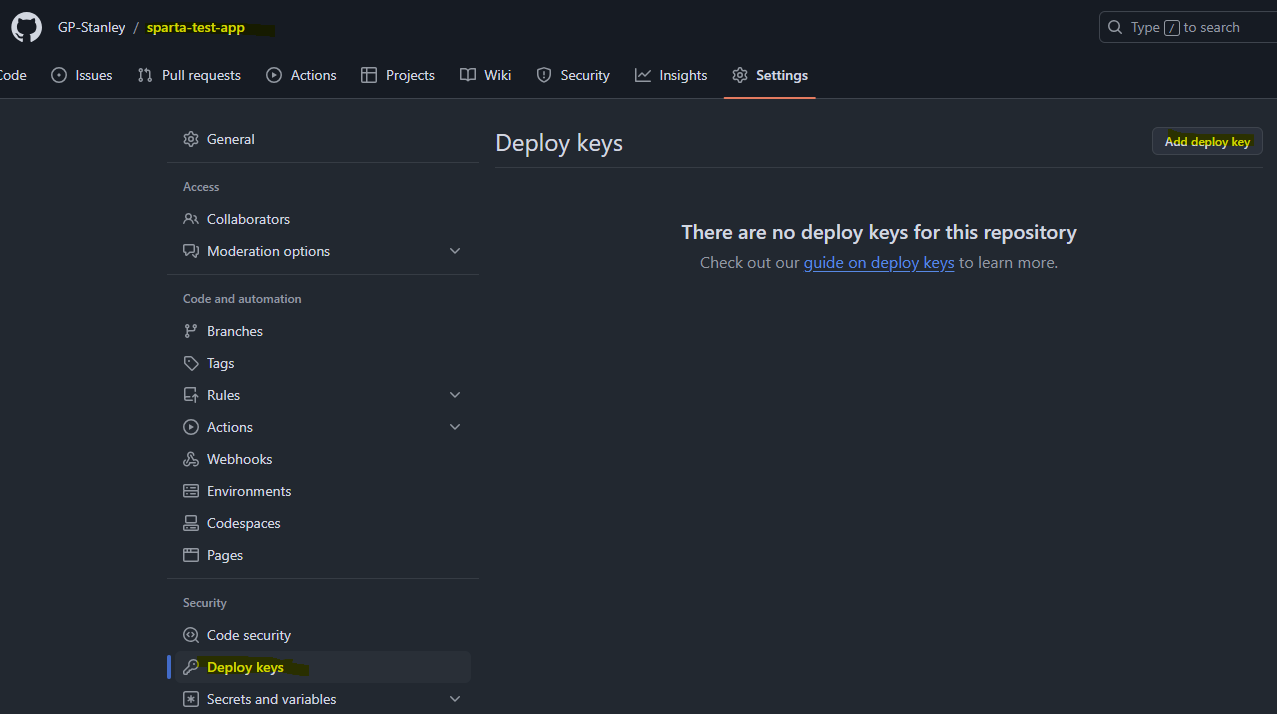 GP-Stanley / sparta-test-app
Type / to search
Code Issues Pull requests Actions Projects Wiki Security Insights Settings
General
Access
Collaborators
Moderation options
Code and automation
Branches
Tags
Rules
Actions
Webhooks
Environments
Codespaces
Pages
Security
Code security
Deploy keys
Secrets and variables
Deploy keys
Add deploy key
There are no deploy keys for this repository
Check out our guide on deploy keys to learn more.